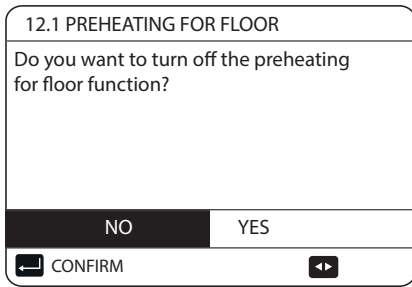 12.1 PREHEATING FOR FLOOR
Do you want to turn off the preheating
for floor function?
NO YES
CONFIRM